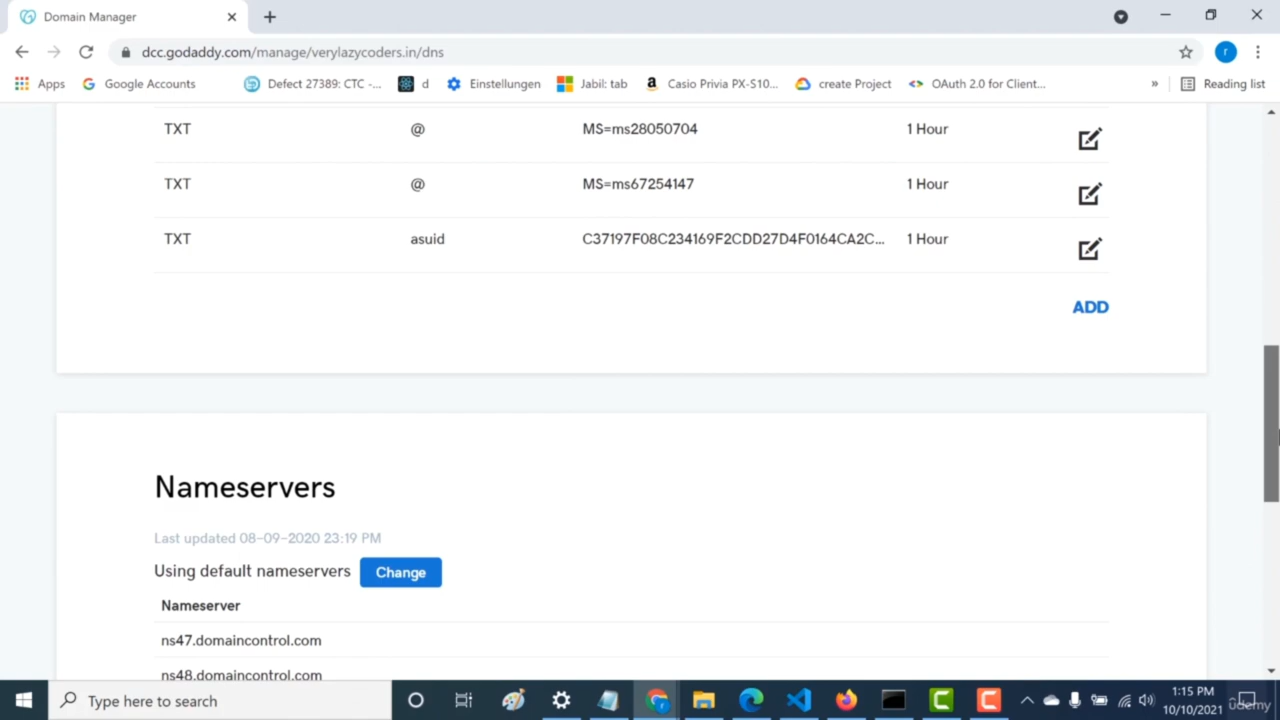 Domain Manager
dcc.godaddy.com/manage/verylazycoders.in/dns
r
Apps Google Accounts Defect 27389: CTC -... d Einstellungen Jabil: tab Casio Privia PX-S10... create Project OAuth 2.0 for Client... » Reading list
TXT @ MS=ms28050704 1 Hour
TXT @ MS=ms67254147 1 Hour
TXT asuid C37197F08C234169F2CDD27D4F0164CA2C... 1 Hour
ADD
Nameservers
Last updated 08-09-2020 23:19 PM
Using default nameservers Change
Nameserver
ns47.domaincontrol.com
ns48.domaincontrol.com
Type here to search
1:15 PM
10/10/2021
udemy